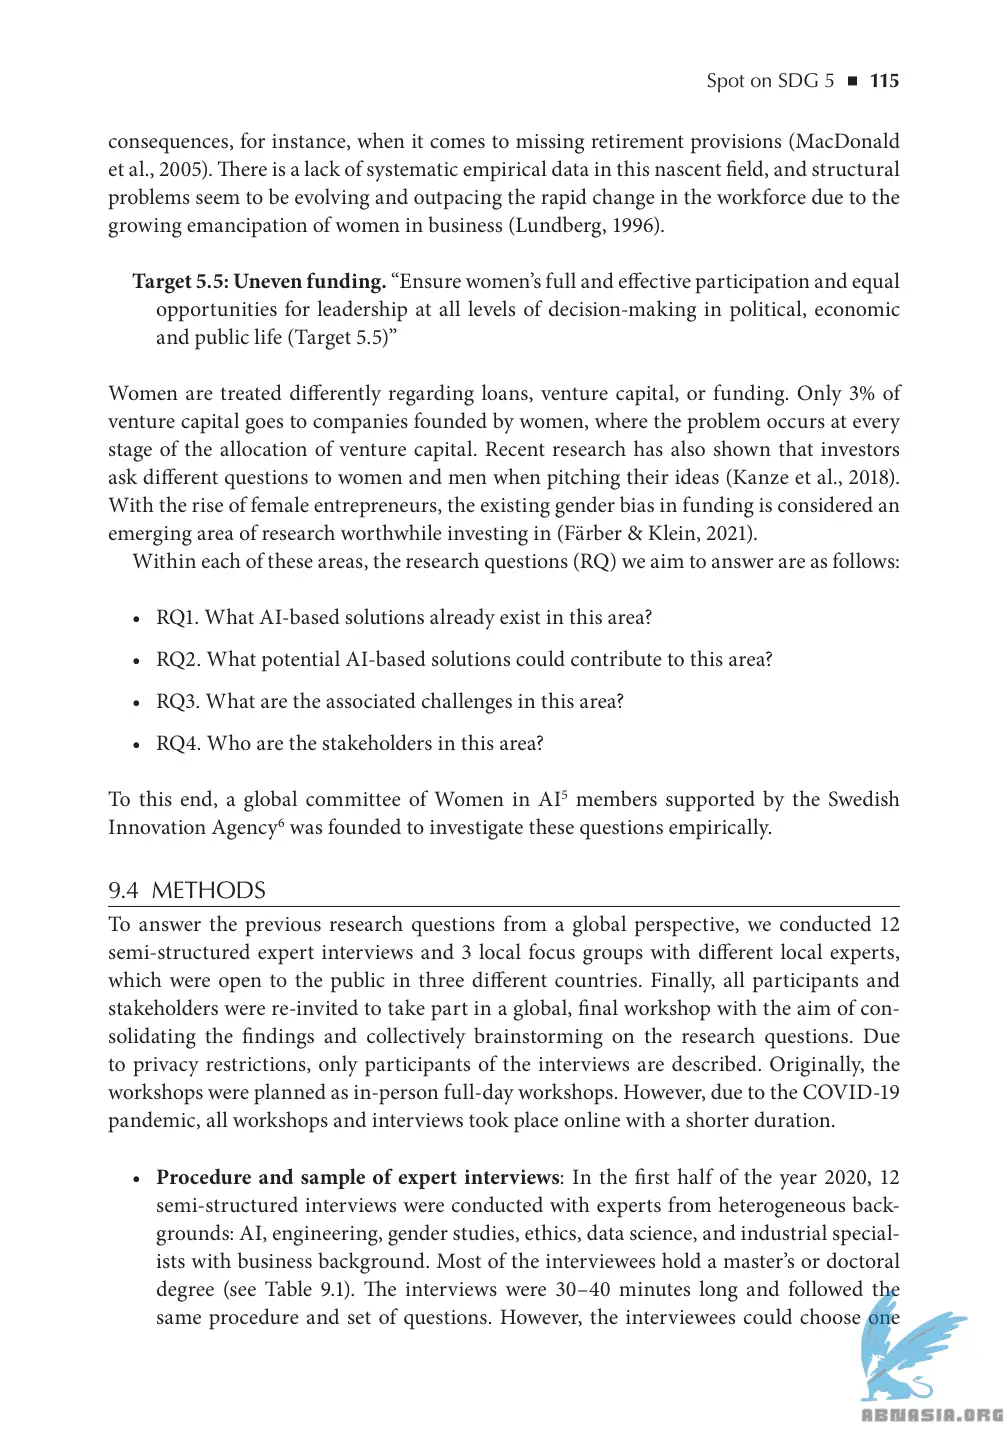 Spot on SDG 5 ■ 115
consequences, for instance, when it comes to missing retirement provisions (MacDonald
et al., 2005). There is a lack of systematic empirical data in this nascent field, and structural
problems seem to be evolving and outpacing the rapid change in the workforce due to the
growing emancipation of women in business (Lundberg, 1996).
Target 5.5: Uneven funding. “Ensure women’s full and effective participation and equal
opportunities for leadership at all levels of decision-making in political, economic
and public life (Target 5.5)”
Women are treated differently regarding loans, venture capital, or funding. Only 3% of
venture capital goes to companies founded by women, where the problem occurs at every
stage of the allocation of venture capital. Recent research has also shown that investors
ask different questions to women and men when pitching their ideas (Kanze et al., 2018).
With the rise of female entrepreneurs, the existing gender bias in funding is considered an
emerging area of research worthwhile investing in (Färber & Klein, 2021).
Within each of these areas, the research questions (RQ) we aim to answer are as follows:
• RQ1. What AI-based solutions already exist in this area?
• RQ2. What potential AI-based solutions could contribute to this area?
• RQ3. What are the associated challenges in this area?
• RQ4. Who are the stakeholders in this area?
To this end, a global committee of Women in AI⁵ members supported by the Swedish
Innovation Agency⁶ was founded to investigate these questions empirically.
9.4 METHODS
To answer the previous research questions from a global perspective, we conducted 12
semi-structured expert interviews and 3 local focus groups with different local experts,
which were open to the public in three different countries. Finally, all participants and
stakeholders were re-invited to take part in a global, final workshop with the aim of con-
solidating the findings and collectively brainstorming on the research questions. Due
to privacy restrictions, only participants of the interviews are described. Originally, the
workshops were planned as in-person full-day workshops. However, due to the COVID-19
pandemic, all workshops and interviews took place online with a shorter duration.
• Procedure and sample of expert interviews: In the first half of the year 2020, 12
semi-structured interviews were conducted with experts from heterogeneous back-
grounds: AI, engineering, gender studies, ethics, data science, and industrial special-
ists with business background. Most of the interviewees hold a master’s or doctoral
degree (see Table 9.1). The interviews were 30–40 minutes long and followed the
same procedure and set of questions. However, the interviewees could choose one
ABNASIA.ORG